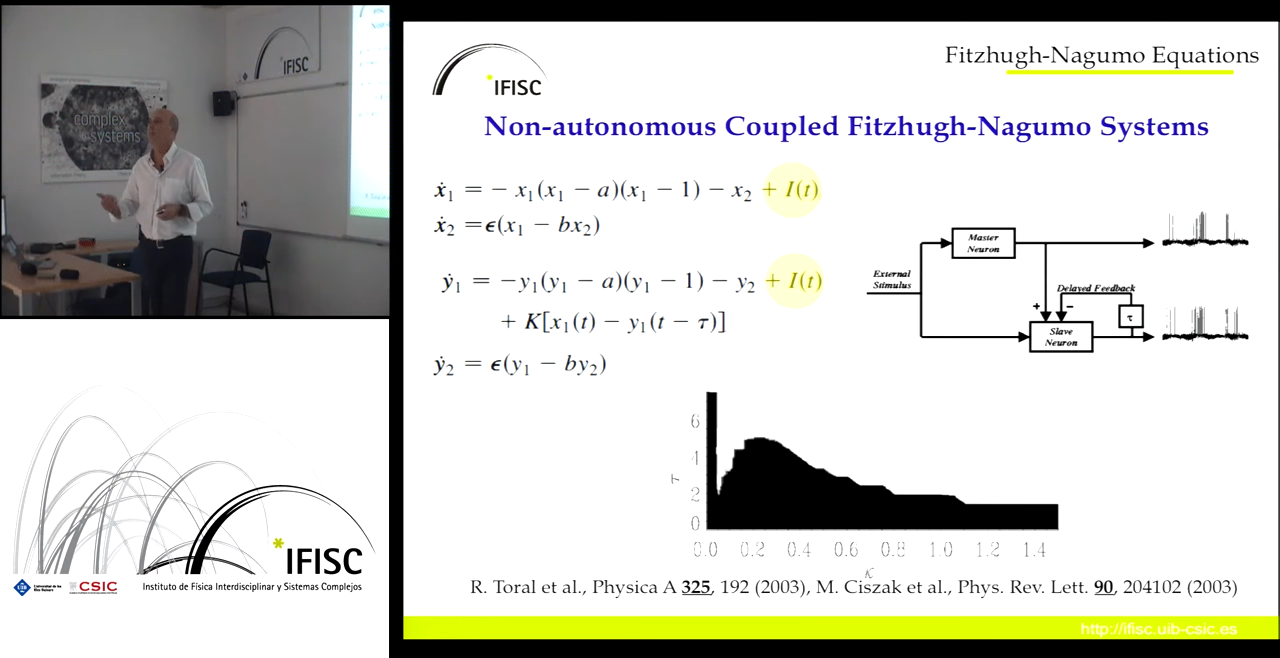 IFISC
complex
systems
Fitzhugh-Nagumo Equations
*IFISC
Non-autonomous Coupled Fitzhugh-Nagumo Systems
ẋ₁ = − x₁(x₁ − a)(x₁ − 1) − x₂ + I(t)
ẋ₂ = ϵ(x₁ − bx₂)
ẏ₁ = −y₁(y₁ − a)(y₁ − 1) − y₂ + I(t)
+ K[x₁(t) − y₁(t − τ)]
ẏ₂ = ϵ(y₁ − by₂)
Master
Neuron
External
Stimulus
Delayed Feedback
+ −
τ
Slave
Neuron
6
4
τ
2
0
0.0 0.2 0.4 0.6 0.8 1.0 1.2 1.4
K
R. Toral et al., Physica A 325, 192 (2003), M. Ciszak et al., Phys. Rev. Lett. 90, 204102 (2003)
http://ifisc.uib-csic.es
*IFISC
UIB
CSIC
Instituto de Física Interdisciplinar y Sistemas Complejos